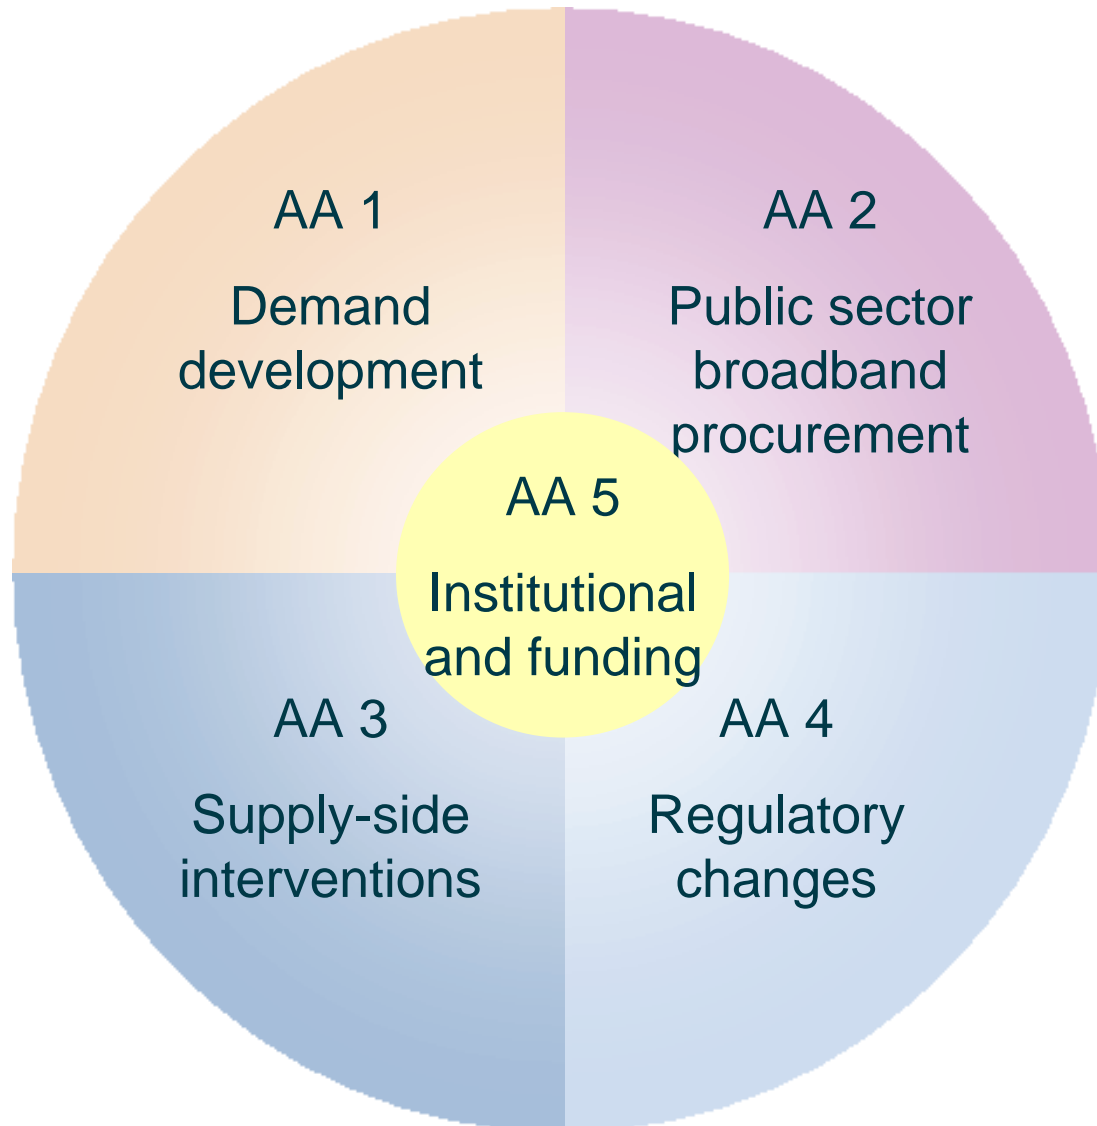 AA 1
Demand
development
AA 2
Public sector
broadband
procurement
AA 5
Institutional
and funding
AA 3
Supply-side
interventions
AA 4
Regulatory
changes